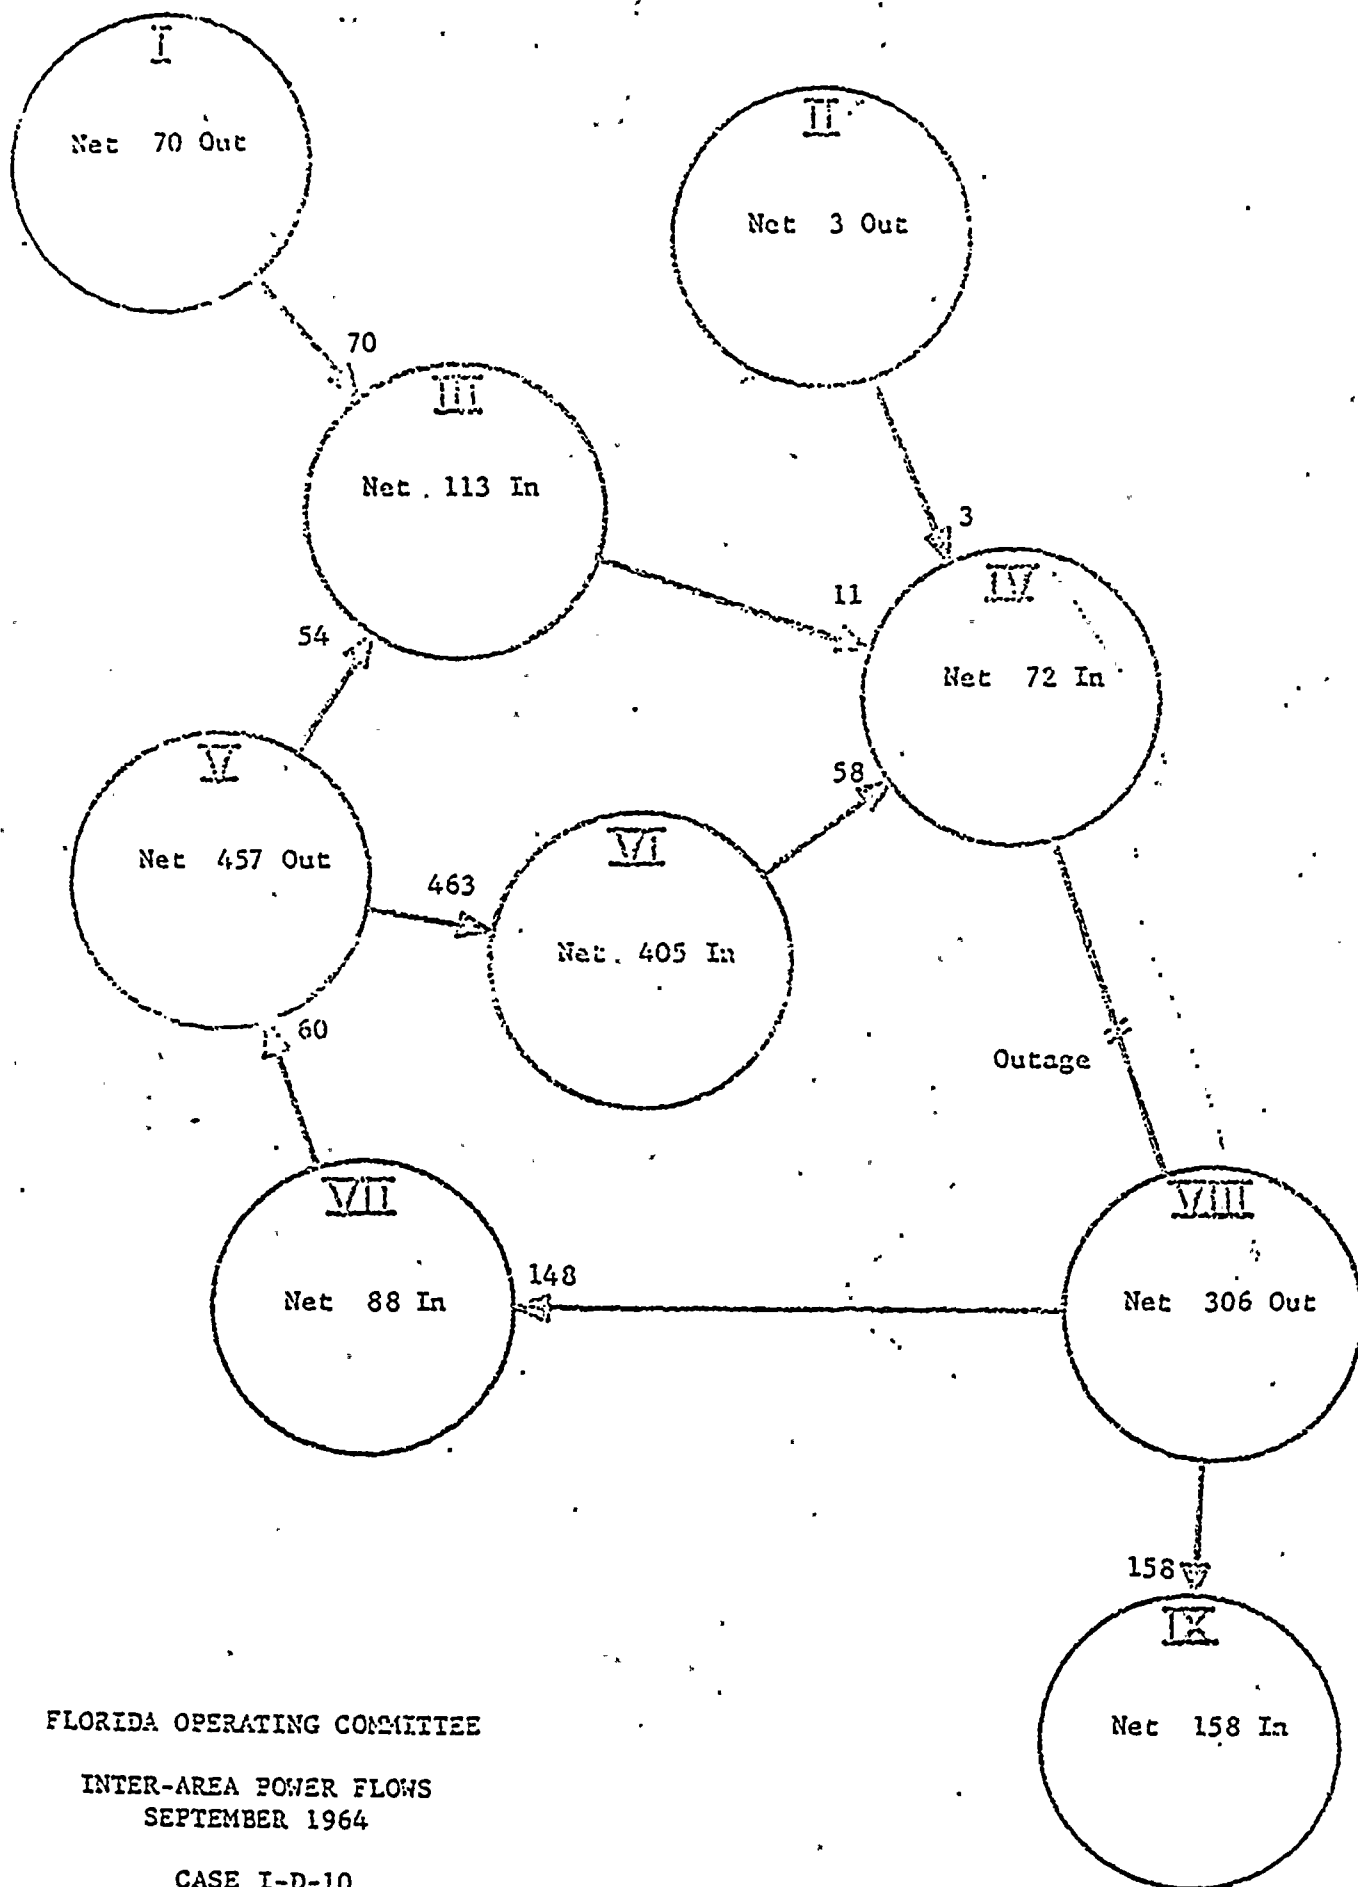 I
Net 70 Out
II
Net 3 Out
70
III
Net 113 In
3
11
IV
Net 72 In
54
V
Net 457 Out
58
463
VI
Net 405 In
60
Outage
VII
Net 88 In
148
VIII
Net 306 Out
158
IX
Net 158 In
FLORIDA OPERATING COMMITTEE
INTER-AREA POWER FLOWS
SEPTEMBER 1964
CASE I-D-10